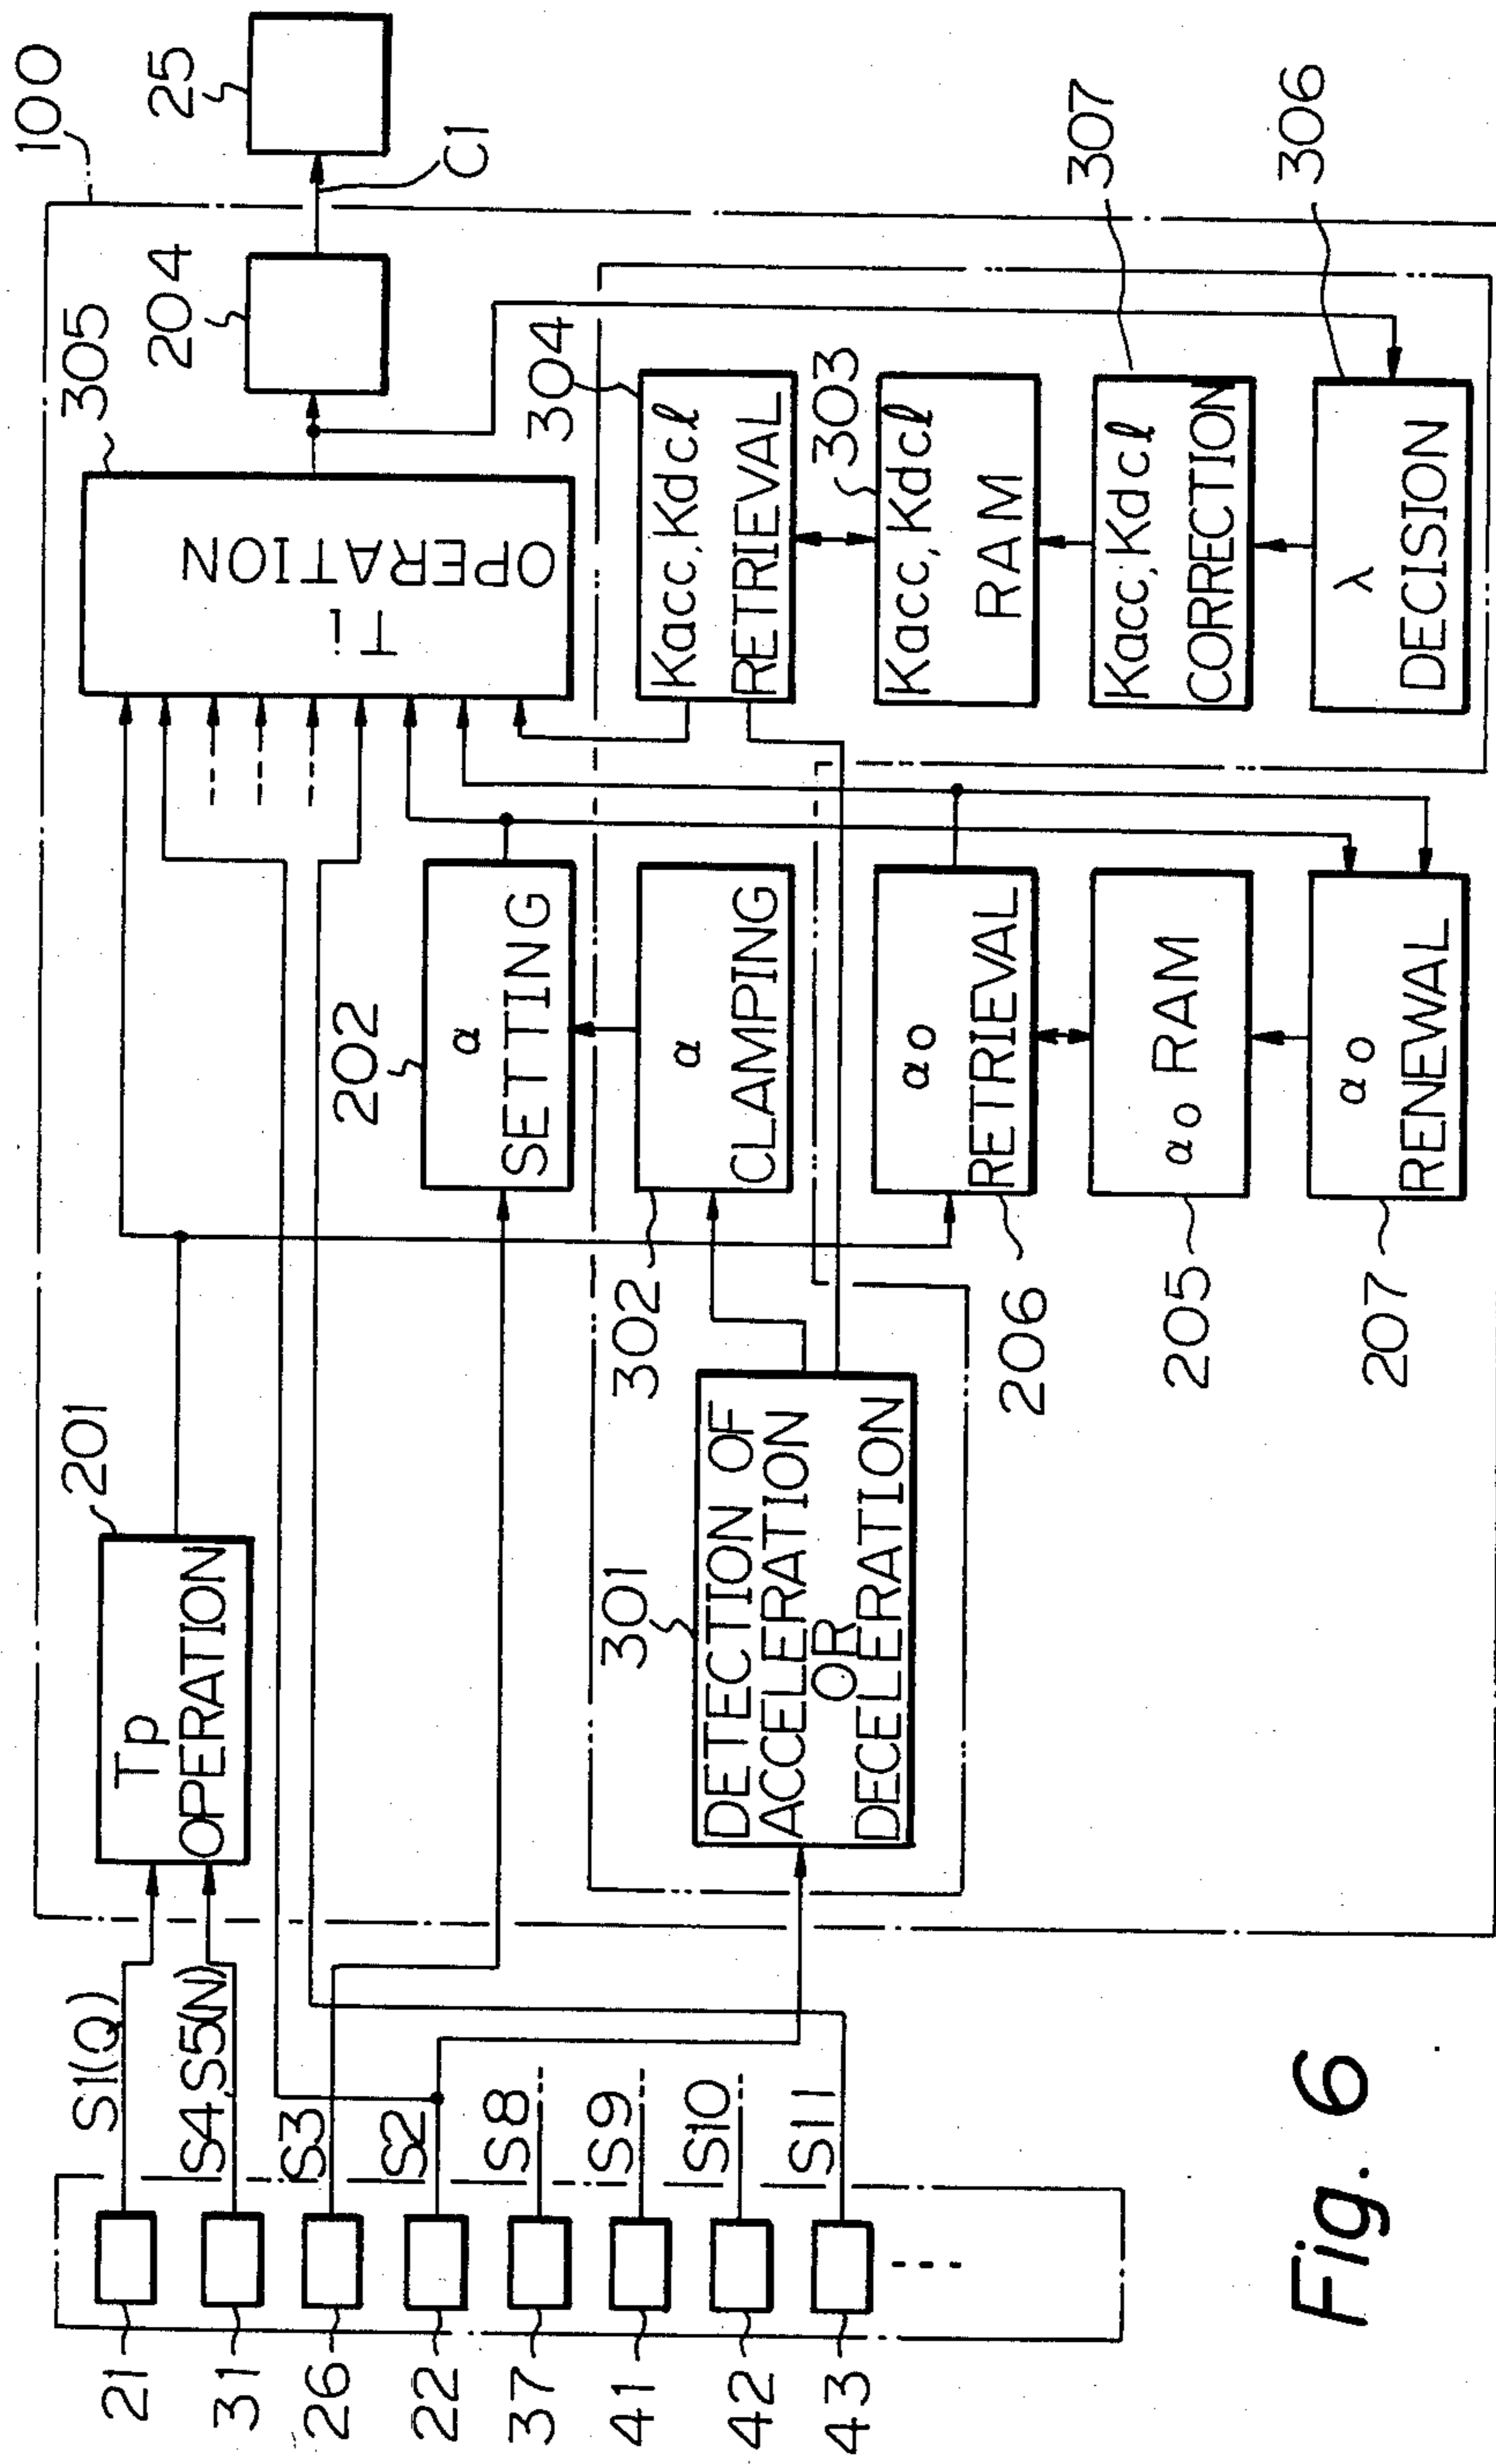 100
25
C1
204
305
Ti
OPERATION
304
Kacc, Kdcl
RETRIEVAL
303
Kacc, Kdcl
RAM
307
Kacc, Kdcl
CORRECTION
306
λ
DECISION
202
α
SETTING
302
α
CLAMPING
206
αo
RETRIEVAL
205
αo RAM
207
αo
RENEWAL
201
Tp
OPERATION
301
DETECTION OF
ACCELERATION
OR
DECELERATION
S1(Q)
S4,S5(N)
S3
S2
S8
S9
S10
S11
21
31
26
22
37
41
42
43
Fig. 6